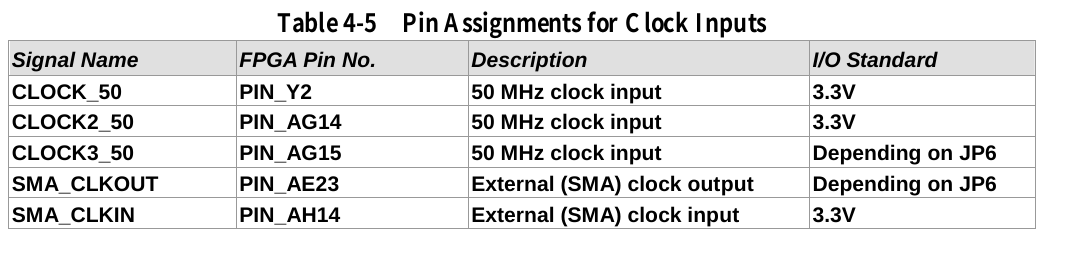 Table 4-5 Pin Assignments for Clock Inputs
Signal Name FPGA Pin No. Description I/O Standard
CLOCK_50 PIN_Y2 50 MHz clock input 3.3V
CLOCK2_50 PIN_AG14 50 MHz clock input 3.3V
CLOCK3_50 PIN_AG15 50 MHz clock input Depending on JP6
SMA_CLKOUT PIN_AE23 External (SMA) clock output Depending on JP6
SMA_CLKIN PIN_AH14 External (SMA) clock input 3.3V